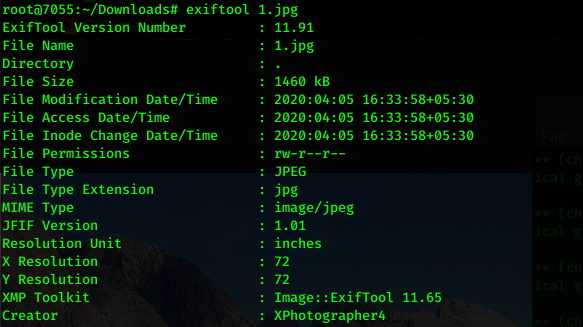 root@7055:~/Downloads# exiftool 1.jpg
ExifTool Version Number : 11.91
File Name : 1.jpg
Directory : .
File Size : 1460 kB
File Modification Date/Time : 2020:04:05 16:33:58+05:30
File Access Date/Time : 2020:04:05 16:33:58+05:30
File Inode Change Date/Time : 2020:04:05 16:33:58+05:30
File Permissions : rw-r--r--
File Type : JPEG
File Type Extension : jpg
MIME Type : image/jpeg
JFIF Version : 1.01
Resolution Unit : inches
X Resolution : 72
Y Resolution : 72
XMP Toolkit : Image::ExifTool 11.65
Creator : XPhotographer4
File
** (ch
ical g
** (ch
ical g
** (ch
ical g
** (ch